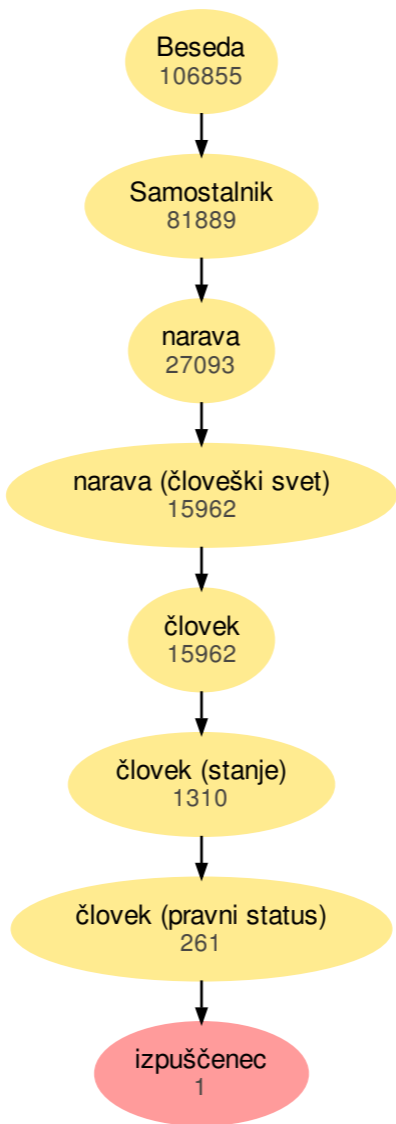 Beseda
106855
Samostalnik
81889
narava
27093
narava (človeški svet)
15962
človek
15962
človek (stanje)
1310
človek (pravni status)
261
izpuščenec
1